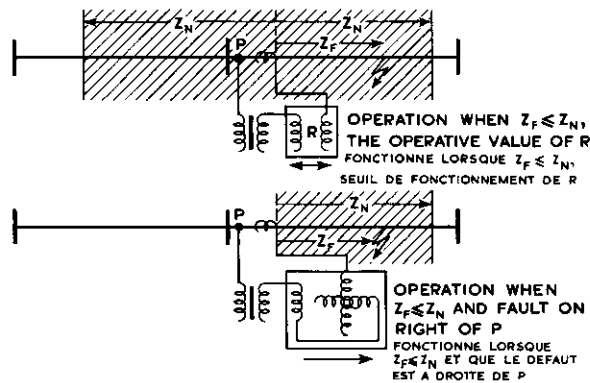 Z_N Z_N
Z_F
P
R
OPERATION WHEN Z_F ⩽ Z_N,
THE OPERATIVE VALUE OF R
FONCTIONNE LORSQUE Z_F ⩽ Z_N,
SEUIL DE FONCTIONNEMENT DE R
Z_N
P
Z_F
OPERATION WHEN
Z_F ⩽ Z_N AND FAULT ON
RIGHT OF P
FONCTIONNE LORSQUE
Z_F ⩽ Z_N ET QUE LE DEFAUT
EST A DROITE DE P